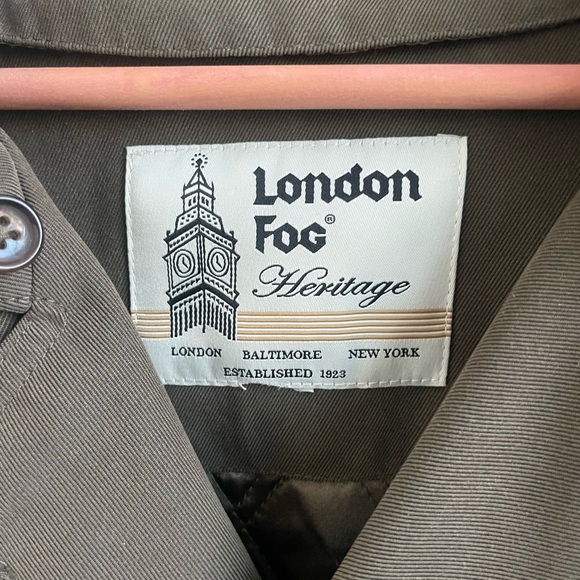 London
Fog®
Heritage
LONDON BALTIMORE NEW YORK
ESTABLISHED 1923